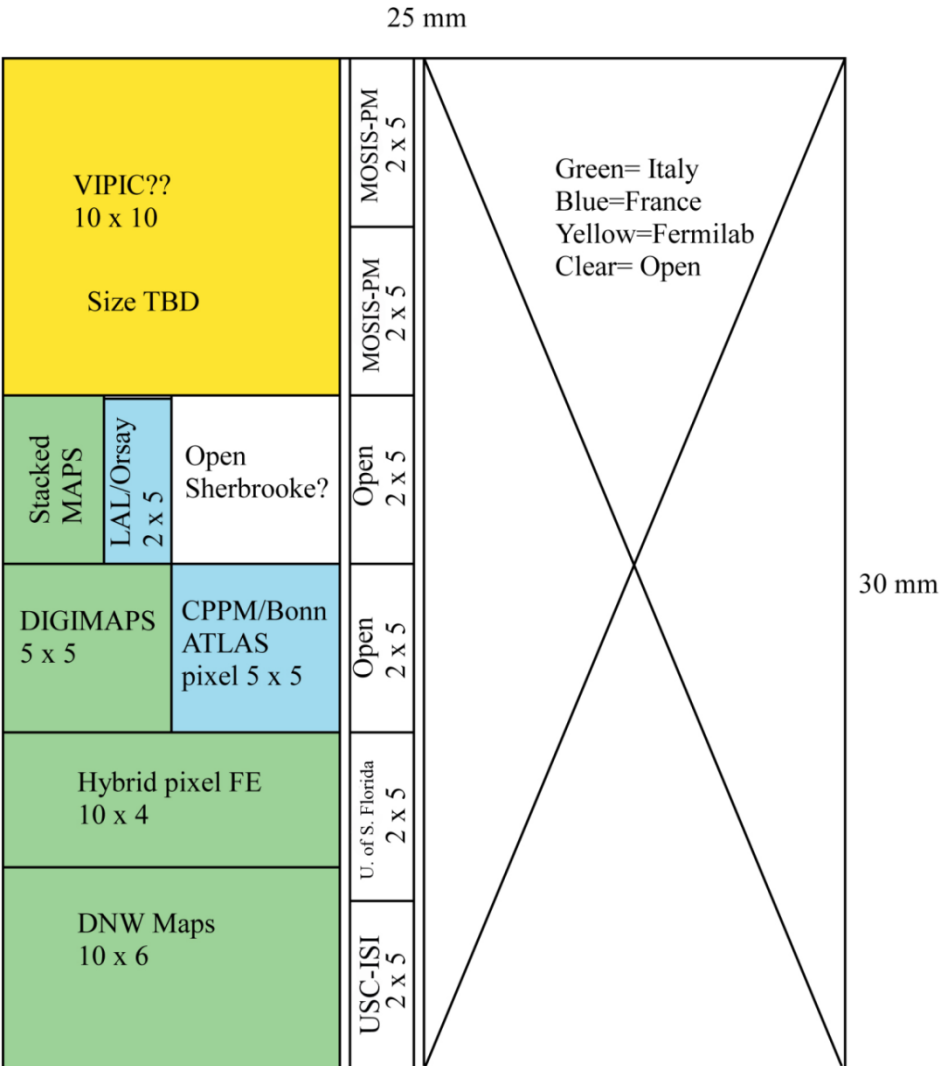 25 mm
VIPIC??
10 x 10
Size TBD
MOSIS-PM
2 x 5
MOSIS-PM
2 x 5
Green= Italy
Blue=France
Yellow=Fermilab
Clear= Open
Stacked
MAPS
LAL/Orsay
2 x 5
Open
Sherbrooke?
Open
2 x 5
30 mm
DIGIMAPS
5 x 5
CPPM/Bonn
ATLAS
pixel 5 x 5
Open
2 x 5
Hybrid pixel FE
10 x 4
U. of S. Florida
2 x 5
DNW Maps
10 x 6
USC-ISI
2 x 5